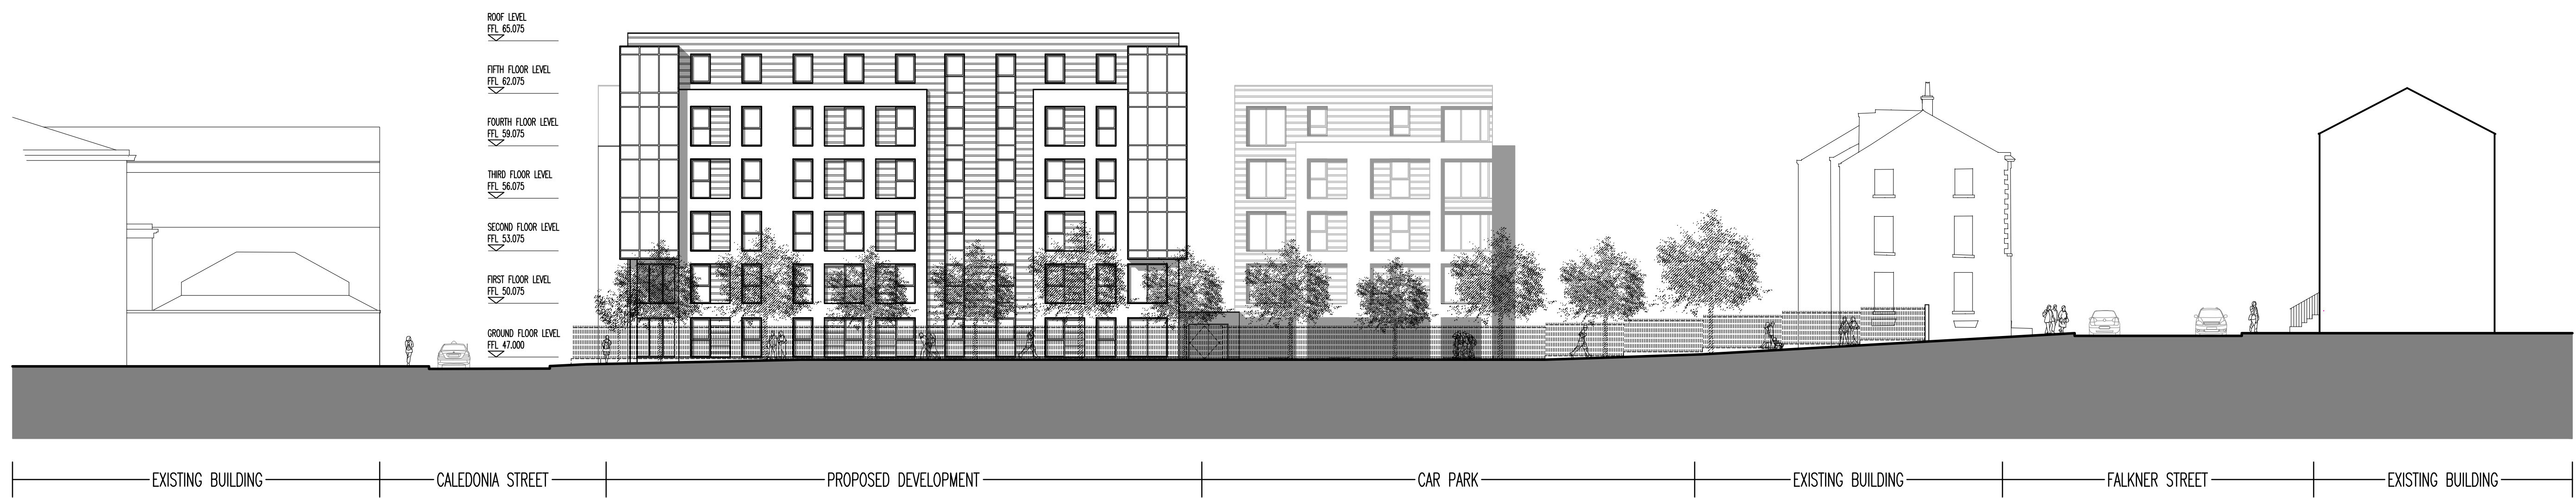 ROOF LEVEL
FFL 65.075
FIFTH FLOOR LEVEL
FFL 62.075
FOURTH FLOOR LEVEL
FFL 59.075
THIRD FLOOR LEVEL
FFL 56.075
SECOND FLOOR LEVEL
FFL 53.075
FIRST FLOOR LEVEL
FFL 50.075
GROUND FLOOR LEVEL
FFL 47.000
EXISTING BUILDING CALEDONIA STREET PROPOSED DEVELOPMENT CAR PARK EXISTING BUILDING FALKNER STREET EXISTING BUILDING